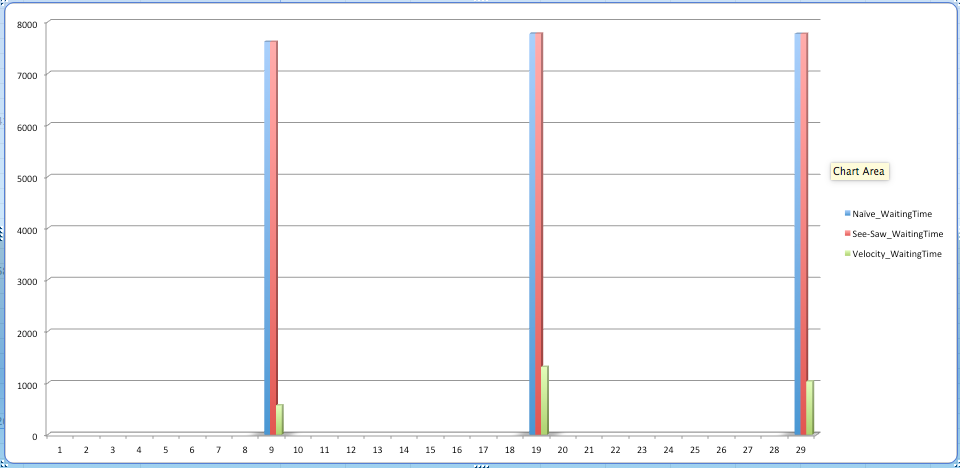 8000
7000
6000
5000
4000
3000
2000
1000
0
1 2 3 4 5 6 7 8 9 10 11 12 13 14 15 16 17 18 19 20 21 22 23 24 25 26 27 28 29
Chart Area
Naïve_WaitingTime
See-Saw_WaitingTime
Velocity_WaitingTime